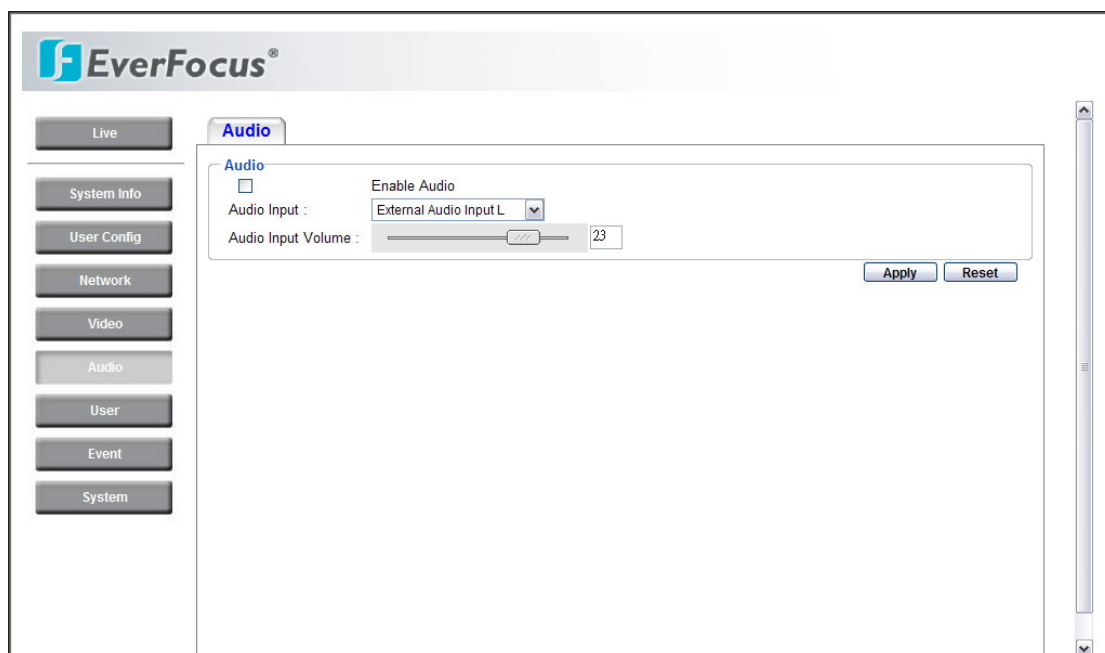 EverFocus®
Live
System Info
User Config
Network
Video
Audio
User
Event
System
Audio
Audio
Enable Audio
Audio Input :
External Audio Input L
Audio Input Volume :
23
Apply
Reset